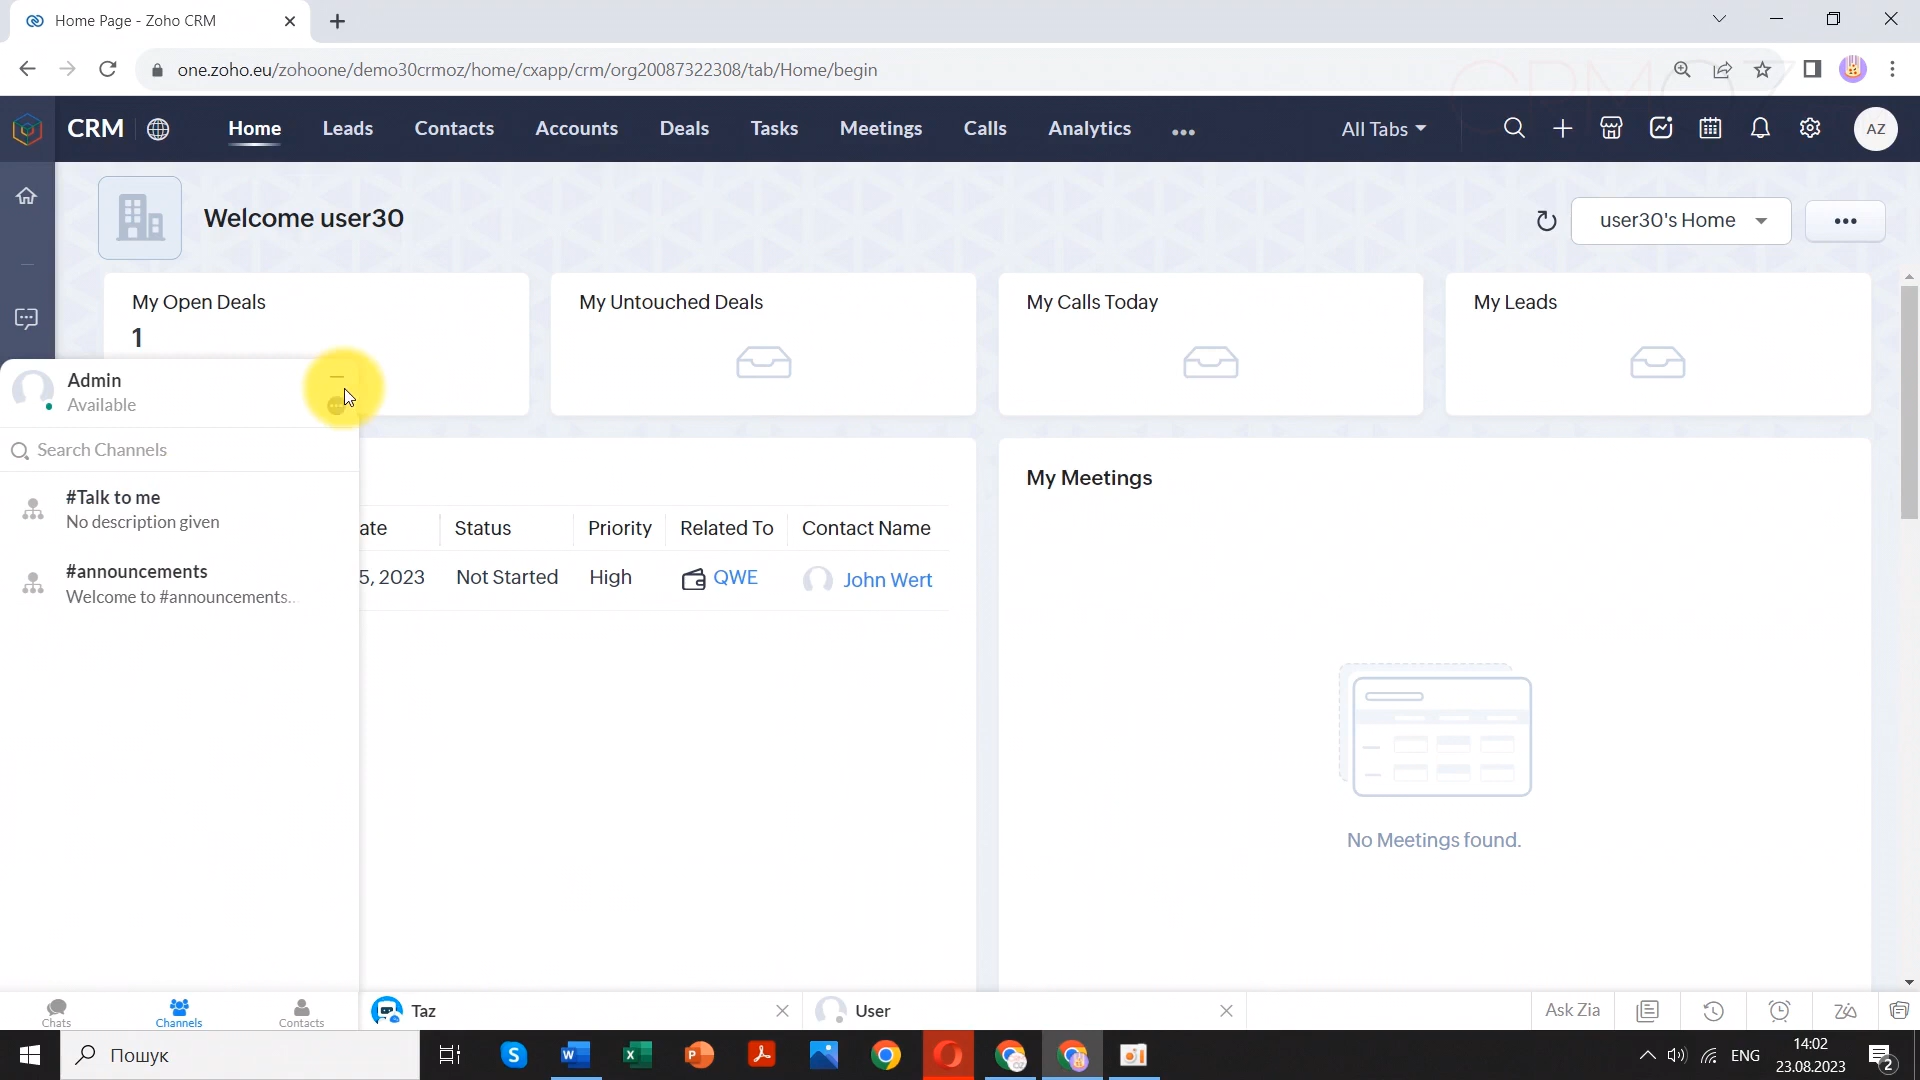 Home Page - Zoho CRM
one.zoho.eu/zohoone/demo30crmoz/home/cxapp/crm/org20087322308/tab/Home/begin
CRMOZ
CRM Home Leads Contacts Accounts Deals Tasks Meetings Calls Analytics ... All Tabs AZ
Welcome user30
user30's Home
My Open Deals
1
My Untouched Deals
My Calls Today
My Leads
Admin
Available
Search Channels
#Talk to me
No description given
#announcements
Welcome to #announcements...
ate Status Priority Related To Contact Name
5, 2023 Not Started High QWE John Wert
My Meetings
No Meetings found.
Chats Channels Contacts Taz User Ask Zia
Пошук
ENG
14:02
23.08.2023
2